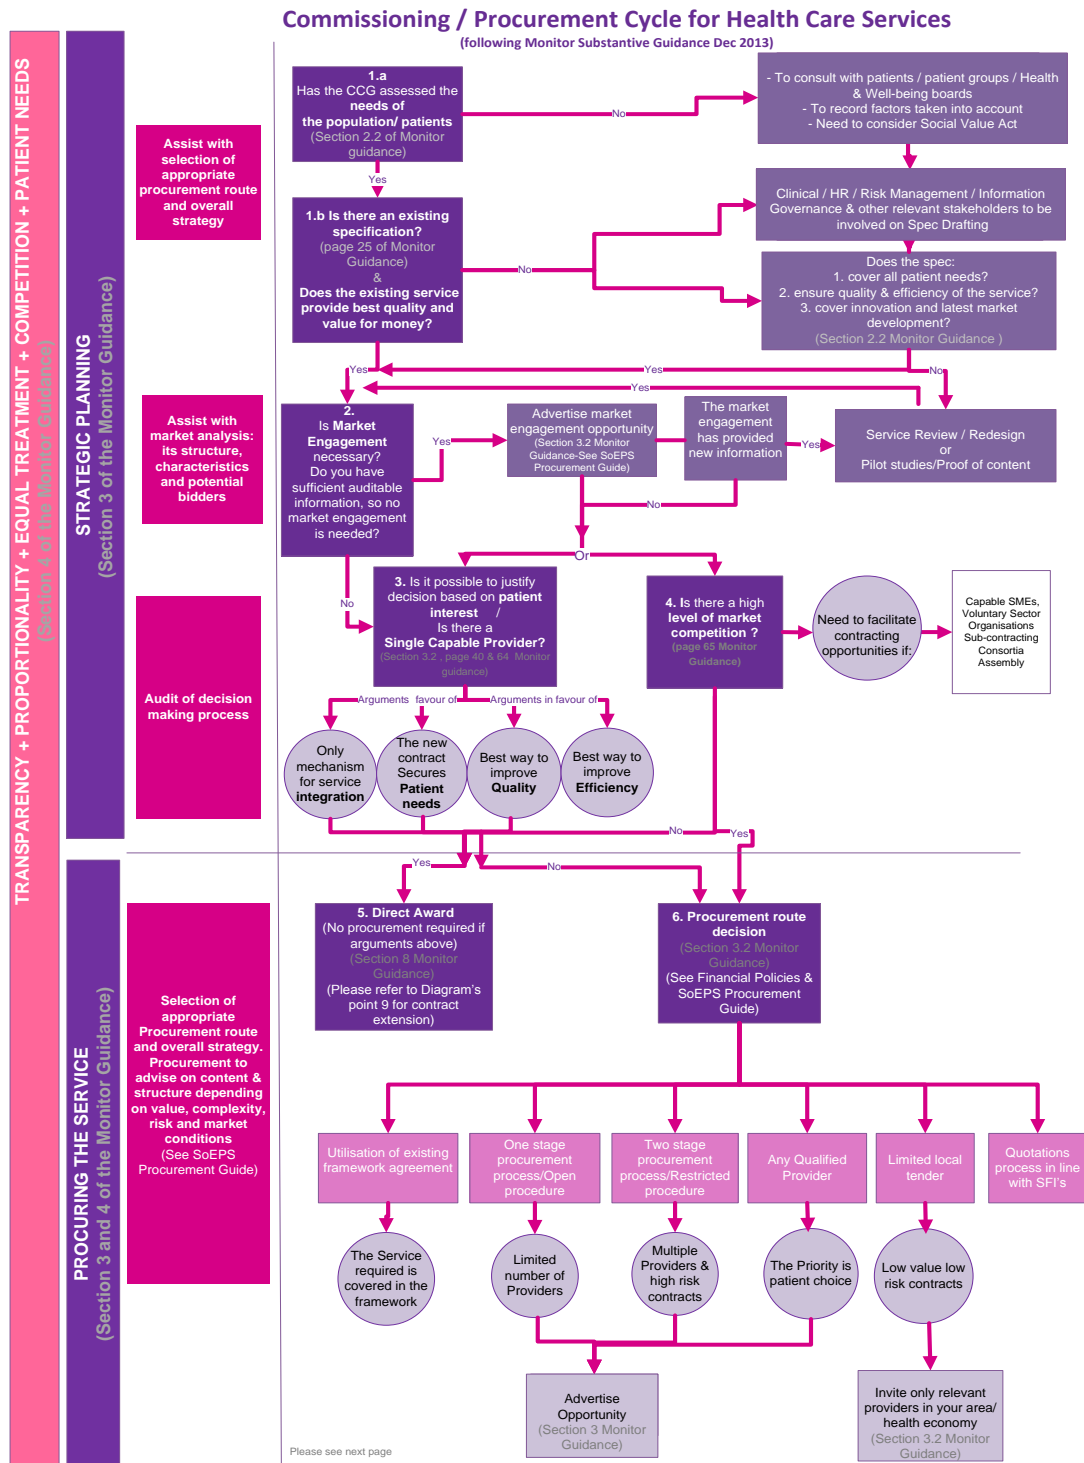 Commissioning / Procurement Cycle for Health Care Services
(following Monitor Substantive Guidance Dec 2013)
TRANSPARENCY + PROPORTIONALITY + EQUAL TREATMENT + COMPETITION + PATIENT NEEDS
(Section 4 of the Monitor Guidance)
STRATEGIC PLANNING
(Section 3 of the Monitor Guidance)
Assist with
selection of
appropriate
procurement route
and overall
strategy
1.a
Has the CCG assessed the
needs of
the population/ patients
(Section 2.2 of Monitor
guidance)
No
- To consult with patients / patient groups / Health
& Well-being boards
- To record factors taken into account
- Need to consider Social Value Act
Yes
1.b Is there an existing
specification?
(page 25 of Monitor
Guidance)
&
Does the existing service
provide best quality and
value for money?
No
Clinical / HR / Risk Management / Information
Governance & other relevant stakeholders to be
involved on Spec Drafting
Does the spec:
1. cover all patient needs?
2. ensure quality & efficiency of the service?
3. cover innovation and latest market
development?
(Section 2.2 Monitor Guidance )
Yes
Yes
No
Yes
Assist with
market analysis:
its structure,
characteristics
and potential
bidders
2.
Is Market
Engagement
necessary?
Do you have
sufficient auditable
information, so no
market engagement
is needed?
Yes
Advertise market
engagement opportunity
(Section 3.2 Monitor
Guidance-See SoEPS
Procurement Guide)
The market
engagement
has provided
new information
Yes
Service Review / Redesign
or
Pilot studies/Proof of content
No
Or
No
3. Is it possible to justify
decision based on patient
interest /
Is there a
Single Capable Provider?
(Section 3.2 , page 40 & 64 Monitor
guidance)
4. Is there a high
level of market
competition ?
(page 65 Monitor
Guidance)
Need to facilitate
contracting
opportunities if:
Capable SMEs,
Voluntary Sector
Organisations
Sub-contracting
Consortia
Assembly
Audit of decision
making process
Arguments favour of
Arguments in favour of
Only
mechanism
for service
integration
The new
contract
Secures
Patient
needs
Best way to
improve
Quality
Best way to
improve
Efficiency
No
Yes
Yes
No
PROCURING THE SERVICE
(Section 3 and 4 of the Monitor Guidance)
Selection of
appropriate
Procurement route
and overall strategy.
Procurement to
advise on content &
structure depending
on value, complexity,
risk and market
conditions
(See SoEPS
Procurement Guide)
5. Direct Award
(No procurement required if
arguments above)
(Section 8 Monitor
Guidance)
(Please refer to Diagram's
point 9 for contract
extension)
6. Procurement route
decision
(Section 3.2 Monitor
Guidance)
(See Financial Policies &
SoEPS Procurement
Guide)
Utilisation of existing
framework agreement
One stage
procurement
process/Open
procedure
Two stage
procurement
process/Restricted
procedure
Any Qualified
Provider
Limited local
tender
Quotations
process in line
with SFI's
The Service
required is
covered in the
framework
Limited
number of
Providers
Multiple
Providers &
high risk
contracts
The Priority is
patient choice
Low value low
risk contracts
Advertise
Opportunity
(Section 3 Monitor
Guidance)
Invite only relevant
providers in your area/
health economy
(Section 3.2 Monitor
Guidance)
Please see next page